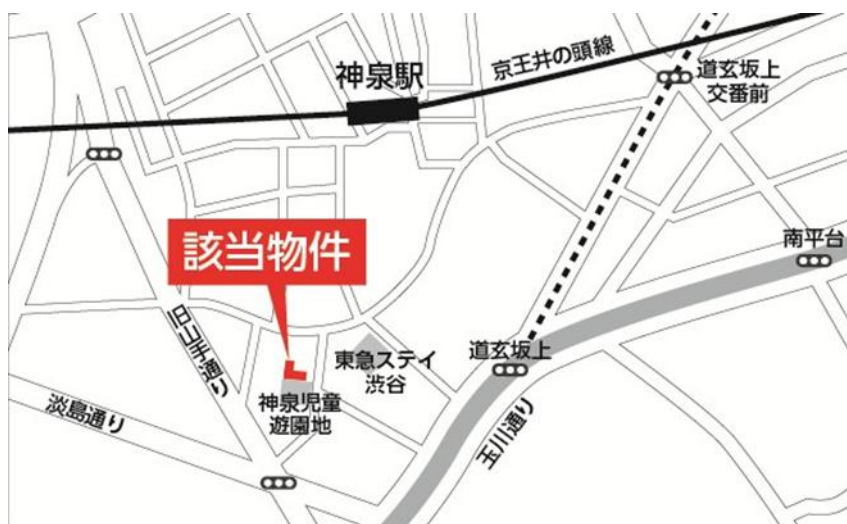 神泉駅
京王井の頭線
道玄坂上
交番前
該当物件
南平台
旧山手通り
東急ステイ
渋谷
道玄坂上
神泉児童
遊園地
淡島通り
玉川通り